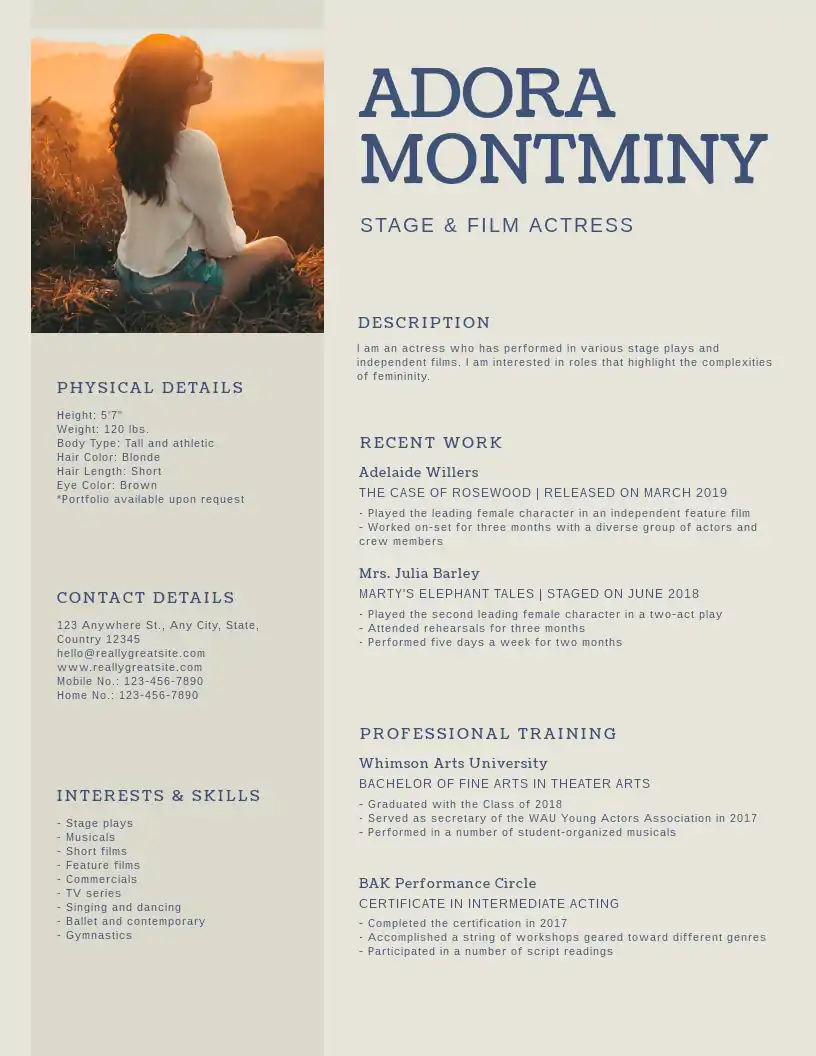 ADORA
MONTMINY
STAGE & FILM ACTRESS
PHYSICAL DETAILS
Height: 5'7"
Weight: 120 lbs.
Body Type: Tall and athletic
Hair Color: Blonde
Hair Length: Short
Eye Color: Brown
*Portfolio available upon request
CONTACT DETAILS
123 Anywhere St., Any City, State,
Country 12345
hello@reallygreatsite.com
www.reallygreatsite.com
Mobile No.: 123-456-7890
Home No.: 123-456-7890
INTERESTS & SKILLS
- Stage plays
- Musicals
- Short films
- Feature films
- Commercials
- TV series
- Singing and dancing
- Ballet and contemporary
- Gymnastics
DESCRIPTION
I am an actress who has performed in various stage plays and
independent films. I am interested in roles that highlight the complexities
of femininity.
RECENT WORK
Adelaide Willers
THE CASE OF ROSEWOOD | RELEASED ON MARCH 2019
- Played the leading female character in an independent feature film
- Worked on-set for three months with a diverse group of actors and
crew members
Mrs. Julia Barley
MARTY'S ELEPHANT TALES | STAGED ON JUNE 2018
- Played the second leading female character in a two-act play
- Attended rehearsals for three months
- Performed five days a week for two months
PROFESSIONAL TRAINING
Whimson Arts University
BACHELOR OF FINE ARTS IN THEATER ARTS
- Graduated with the Class of 2018
- Served as secretary of the WAU Young Actors Association in 2017
- Performed in a number of student-organized musicals
BAK Performance Circle
CERTIFICATE IN INTERMEDIATE ACTING
- Completed the certification in 2017
- Accomplished a string of workshops geared toward different genres
- Participated in a number of script readings